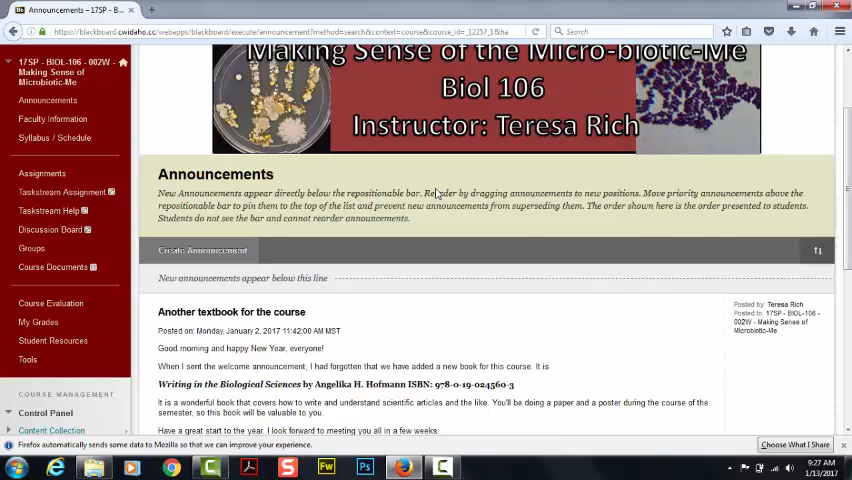 Announcements – 17SP - B...
https://blackboard.cwidaho.cc/webapps/blackboard/execute/announcement?method=search&context=course&course_id=_12257_1&ha
Search
17SP - BIOL-106 - 002W -
Making Sense of
Microbiotic-Me
Announcements
Faculty Information
Syllabus / Schedule
Assignments
Taskstream Assignment
Taskstream Help
Discussion Board
Groups
Course Documents
Course Evaluation
My Grades
Student Resources
Tools
COURSE MANAGEMENT
Control Panel
Content Collection
Making Sense of the Micro-biotic-Me
Biol 106
Instructor: Teresa Rich
Announcements
New Announcements appear directly below the repositionable bar. Reorder by dragging announcements to new positions. Move priority announcements above the
repositionable bar to pin them to the top of the list and prevent new announcements from superseding them. The order shown here is the order presented to students.
Students do not see the bar and cannot reorder announcements.
Create Announcement
New announcements appear below this line
Another textbook for the course
Posted on: Monday, January 2, 2017 11:42:00 AM MST
Good morning and happy New Year, everyone!
When I sent the welcome announcement, I had forgotten that we have added a new book for this course. It is
Writing in the Biological Sciences by Angelika H. Hofmann ISBN: 978-0-19-024560-3
It is a wonderful book that covers how to write and understand scientific articles and the like. You'll be doing a paper and a poster during the course of the
semester, so this book will be valuable to you.
Have a great start to the year. I look forward to meeting you all in a few weeks.
Posted by: Teresa Rich
Posted to: 17SP - BIOL-106 -
002W - Making Sense of
Microbiotic-Me
Firefox automatically sends some data to Mozilla so that we can improve your experience.
Choose What I Share
Fw
Ps
9:27 AM
1/13/2017